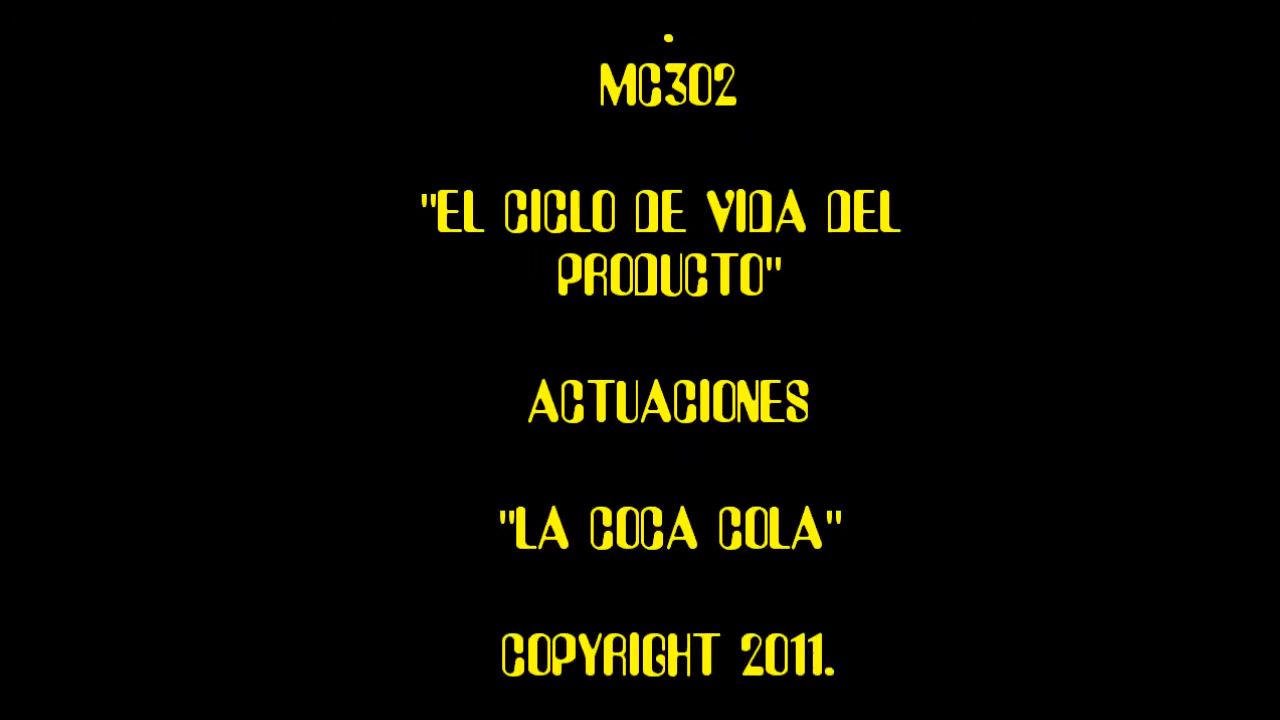 .
MC302
"EL CICLO DE VIDA DEL
PRODUCTO"
ACTUACIONES
"LA COCA COLA"
COPYRIGHT 2011.